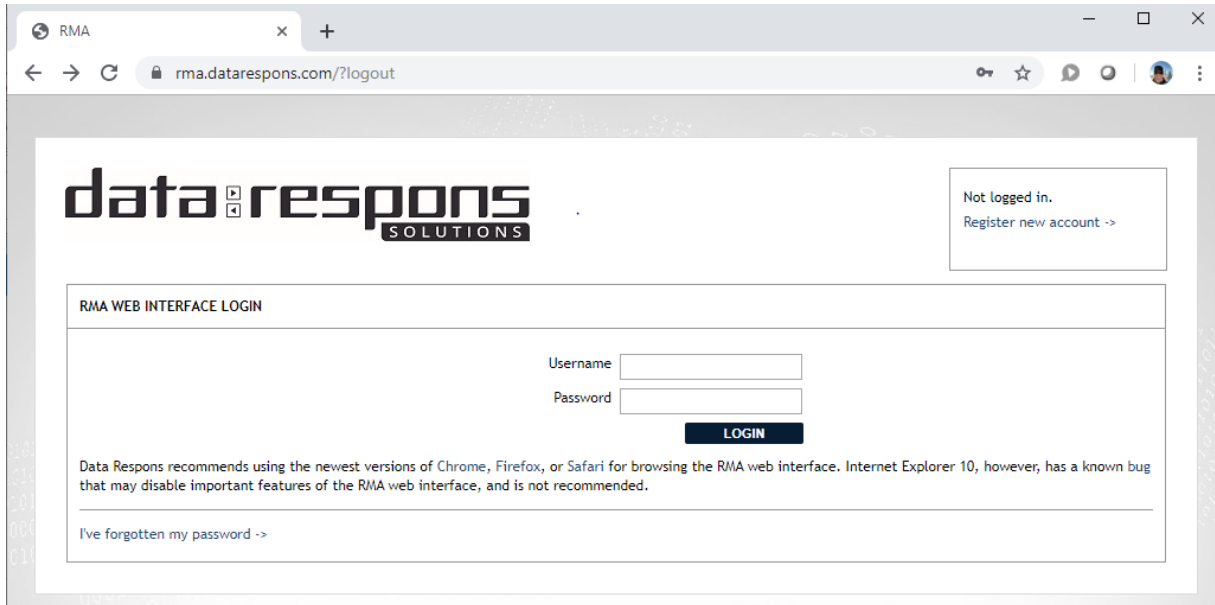 RMA
rma.datarespons.com/?logout
data respons
SOLUTIONS
Not logged in.
Register new account ->
RMA WEB INTERFACE LOGIN
Username
Password
LOGIN
Data Respons recommends using the newest versions of Chrome, Firefox, or Safari for browsing the RMA web interface. Internet Explorer 10, however, has a known bug
that may disable important features of the RMA web interface, and is not recommended.
I've forgotten my password ->